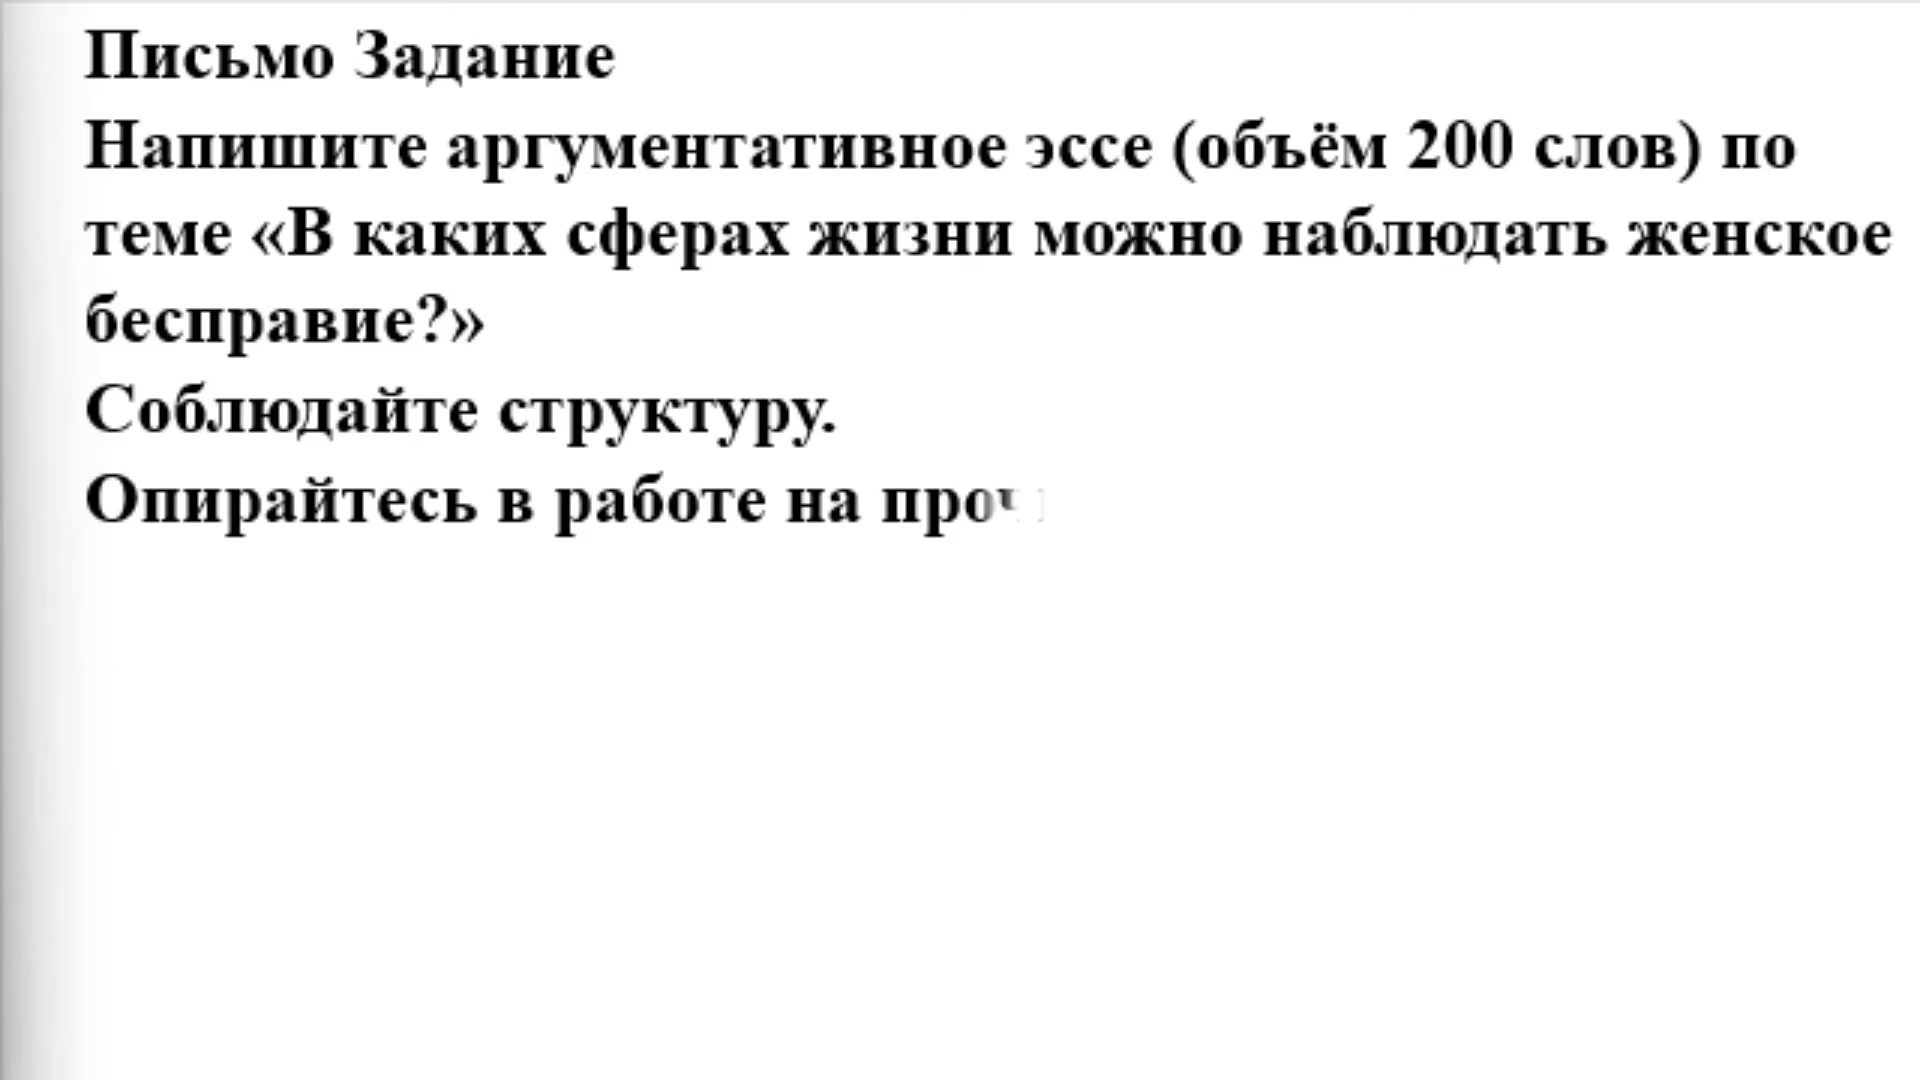 Письмо Задание
Напишите аргументативное эссе (объём 200 слов) по
теме «В каких сферах жизни можно наблюдать женское
бесправие?»
Соблюдайте структуру.
Опирайтесь в работе на